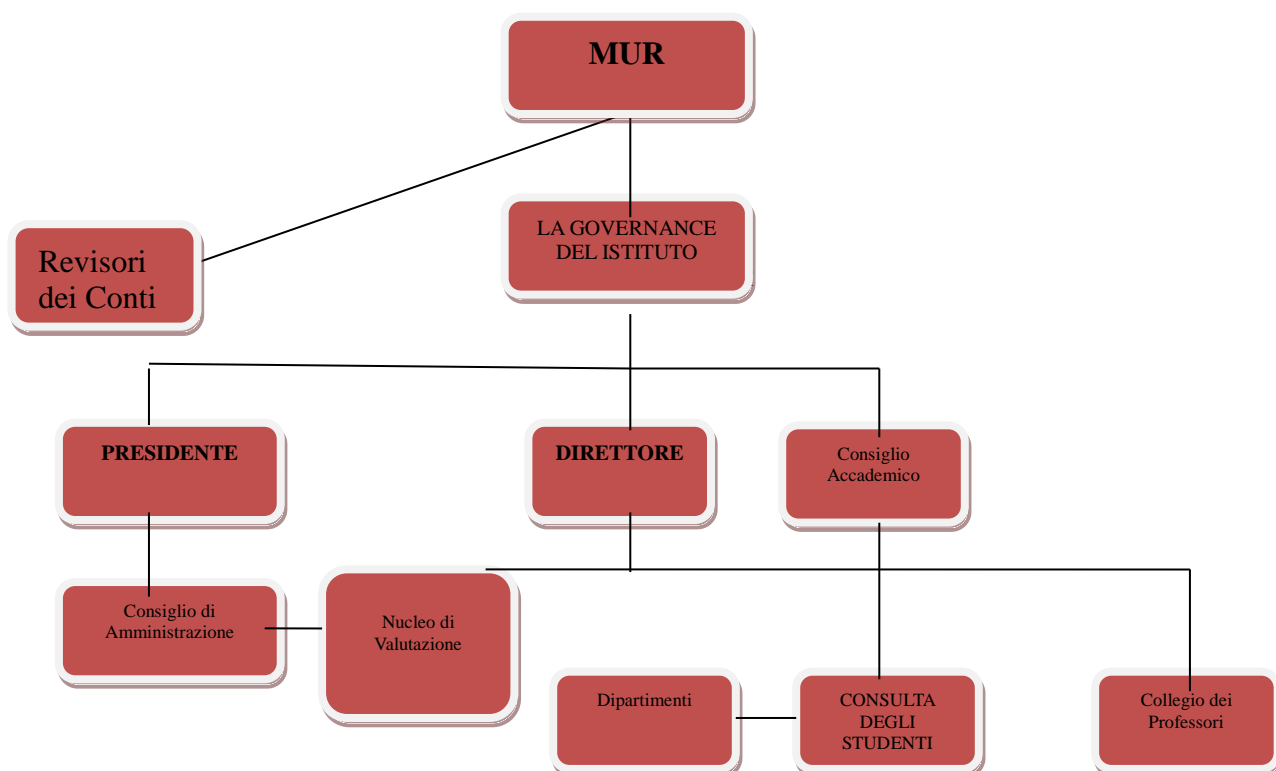 MUR
LA GOVERNANCE
DEL ISTITUTO
Revisori
dei Conti
PRESIDENTE
DIRETTORE
Consiglio
Accademico
Consiglio di
Amministrazione
Nucleo di
Valutazione
Dipartimenti
CONSULTA
DEGLI
STUDENTI
Collegio dei
Professori